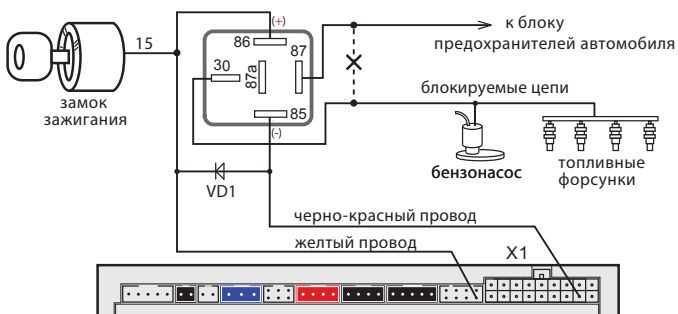 15
замок
зажигания
86
(+)
87
30
87a
85
(-)
к блоку
предохранителей автомобиля
блокируемые цепи
бензонасос
топливные
форсунки
VD1
черно-красный провод
желтый провод
X1